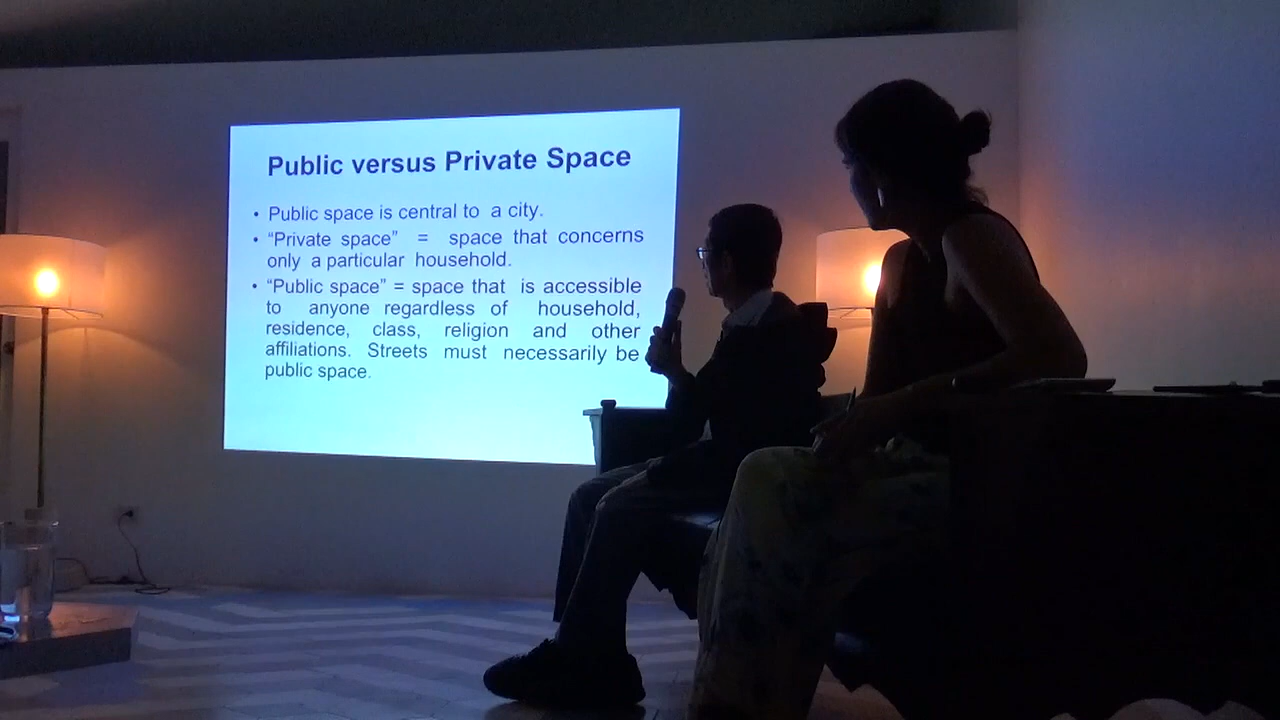 Public versus Private Space
• Public space is central to a city.
• “Private space” = space that concerns
only a particular household.
• “Public space” = space that is accessible
to anyone regardless of household,
residence, class, religion and other
affiliations. Streets must necessarily be
public space.